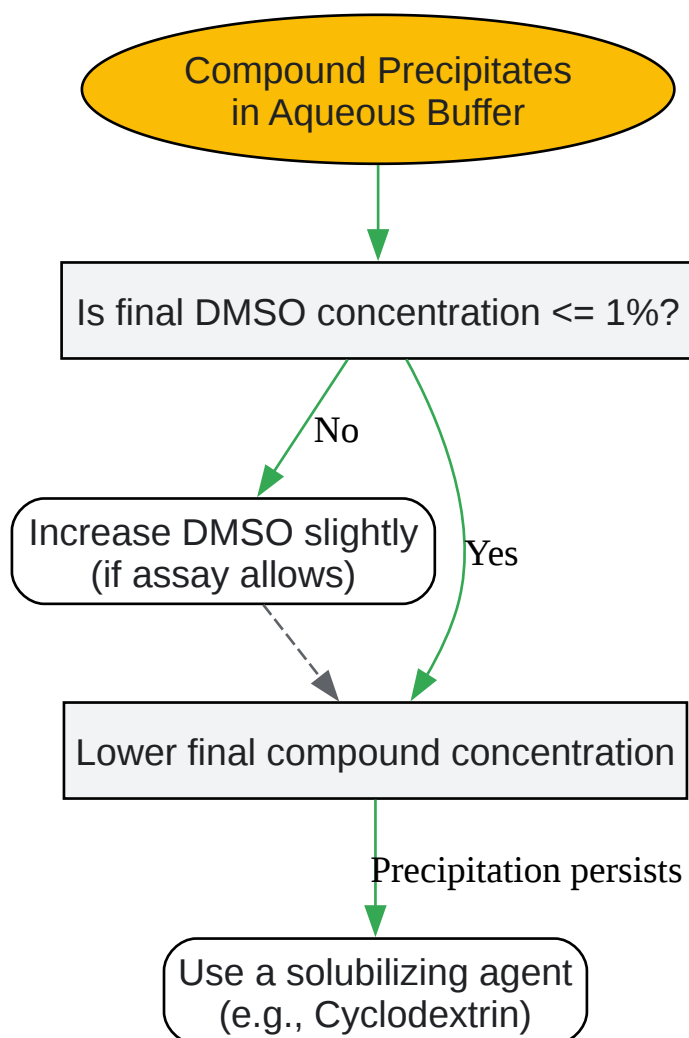 Compound Precipitates
in Aqueous Buffer
Is final DMSO concentration <= 1%?
No
Increase DMSO slightly
(if assay allows)
Yes
Lower final compound concentration
Precipitation persists
Use a solubilizing agent
(e.g., Cyclodextrin)